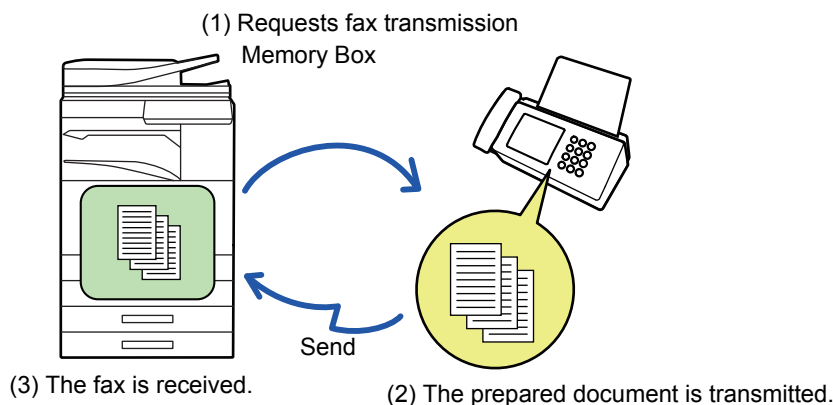 (1) Requests fax transmission
Memory Box
Send
(3) The fax is received.
(2) The prepared document is transmitted.